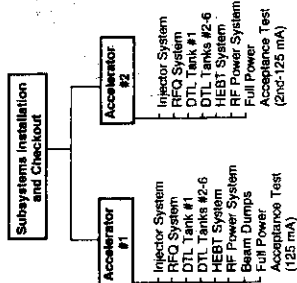 Subsystems Installation
and Checkout
Accelerator
#1
Injector System
RFQ System
DTL Tank #1
DTL Tanks #2-6
HEBT System
RF Power System
Beam Dumps
Full Power
Acceptance Test
(125 mA)
Accelerator
#2
Injector System
RFQ System
DTL Tank #1
DTL Tanks #2-6
HEBT System
RF Power System
Full Power
Acceptance Test
(2nd-125 mA)